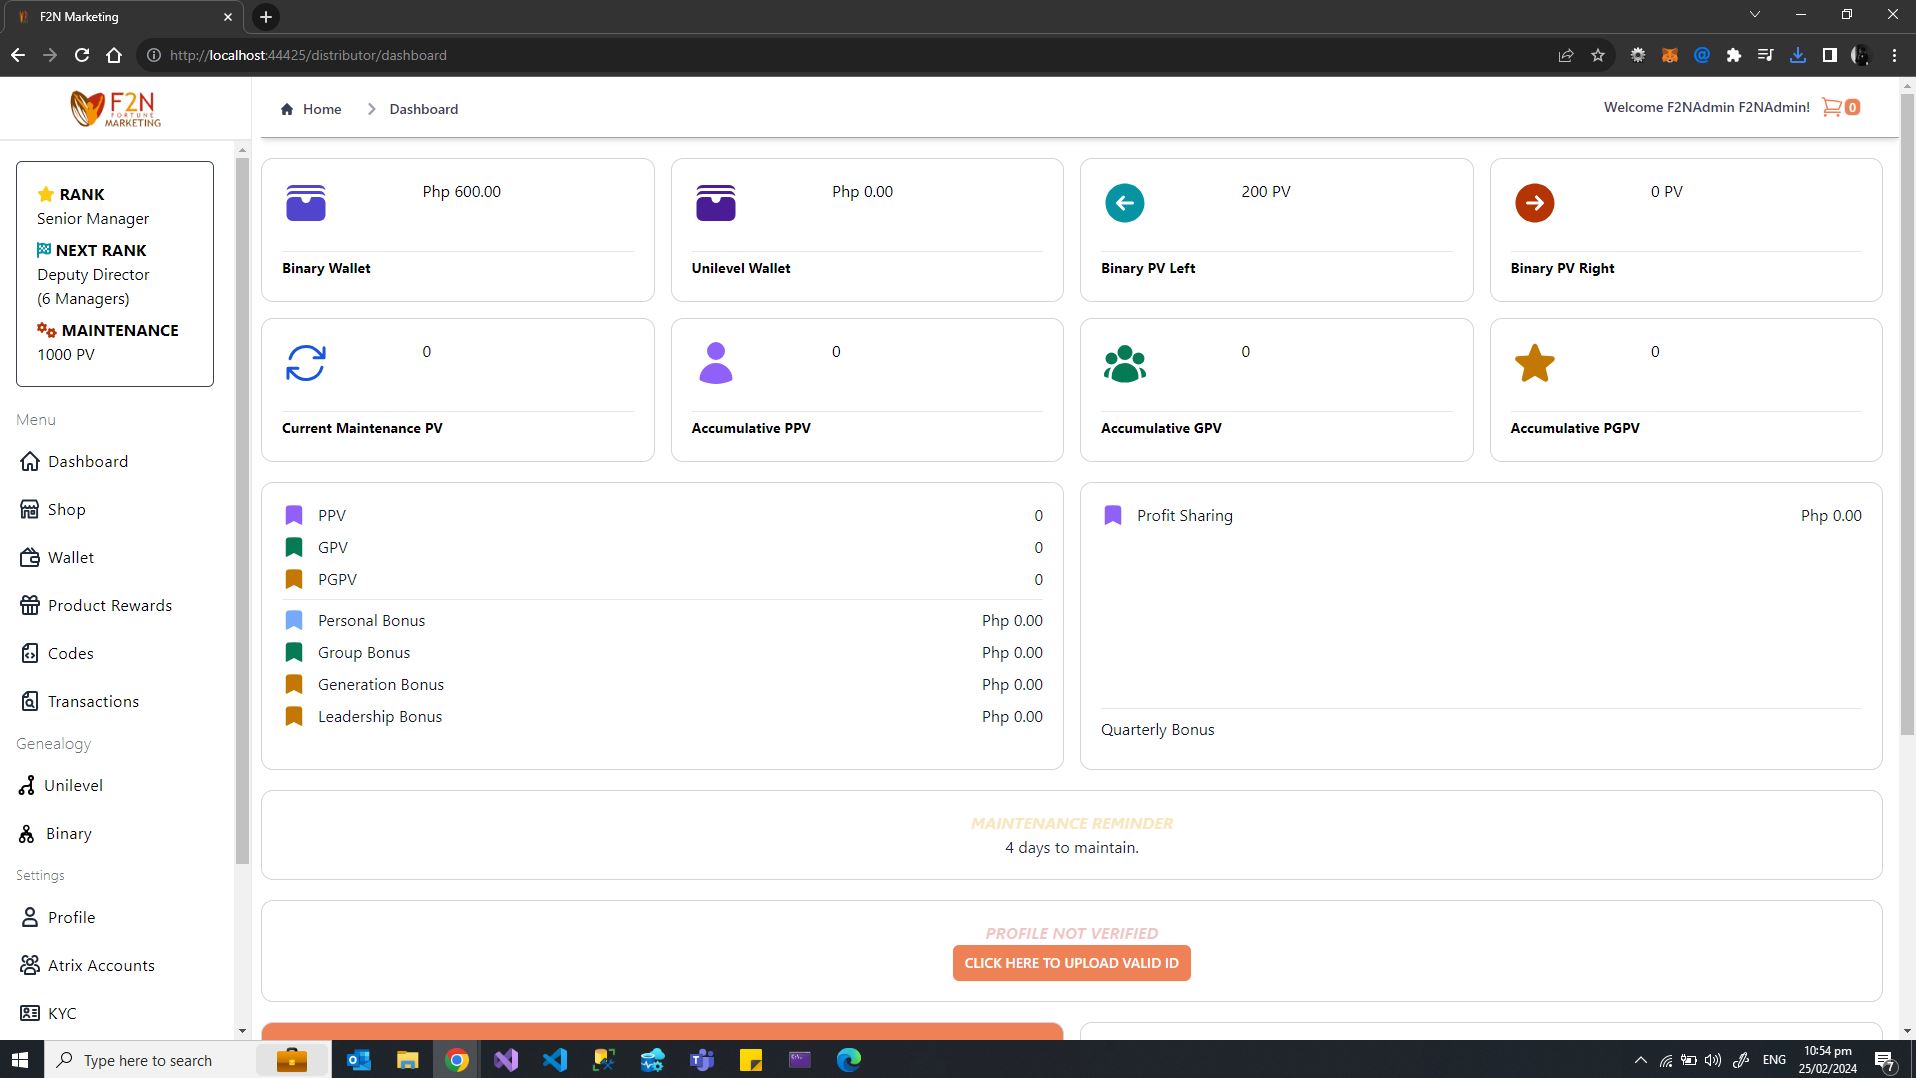 F2N Marketing
http://localhost:44425/distributor/dashboard
F2N
FORTUNE
MARKETING
Home
Dashboard
Welcome F2NAdmin F2NAdmin!
0
RANK
Senior Manager
NEXT RANK
Deputy Director
(6 Managers)
MAINTENANCE
1000 PV
Menu
Dashboard
Shop
Wallet
Product Rewards
Codes
Transactions
Genealogy
Unilevel
Binary
Settings
Profile
Atrix Accounts
KYC
Php 600.00
Binary Wallet
Php 0.00
Unilevel Wallet
200 PV
Binary PV Left
0 PV
Binary PV Right
0
Current Maintenance PV
0
Accumulative PPV
0
Accumulative GPV
0
Accumulative PGPV
PPV 0
GPV 0
PGPV 0
Personal Bonus Php 0.00
Group Bonus Php 0.00
Generation Bonus Php 0.00
Leadership Bonus Php 0.00
Profit Sharing Php 0.00
Quarterly Bonus
MAINTENANCE REMINDER
4 days to maintain.
PROFILE NOT VERIFIED
CLICK HERE TO UPLOAD VALID ID
Type here to search
ENG
10:54 pm
25/02/2024
7